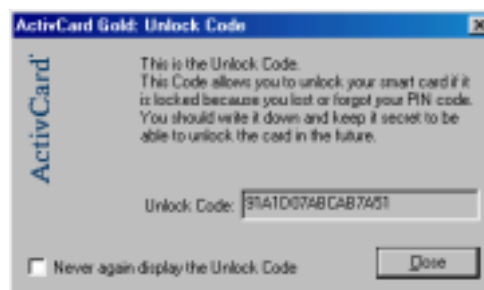 ActivCard Gold: Unlock Code
ActivCard
This is the Unlock Code.
This Code allows you to unlock your smart card if it
is locked because you lost or forgot your PIN code.
You should write it down and keep it secret to be
able to unlock the card in the future.
Unlock Code:
Never again display the Unlock Code
Close